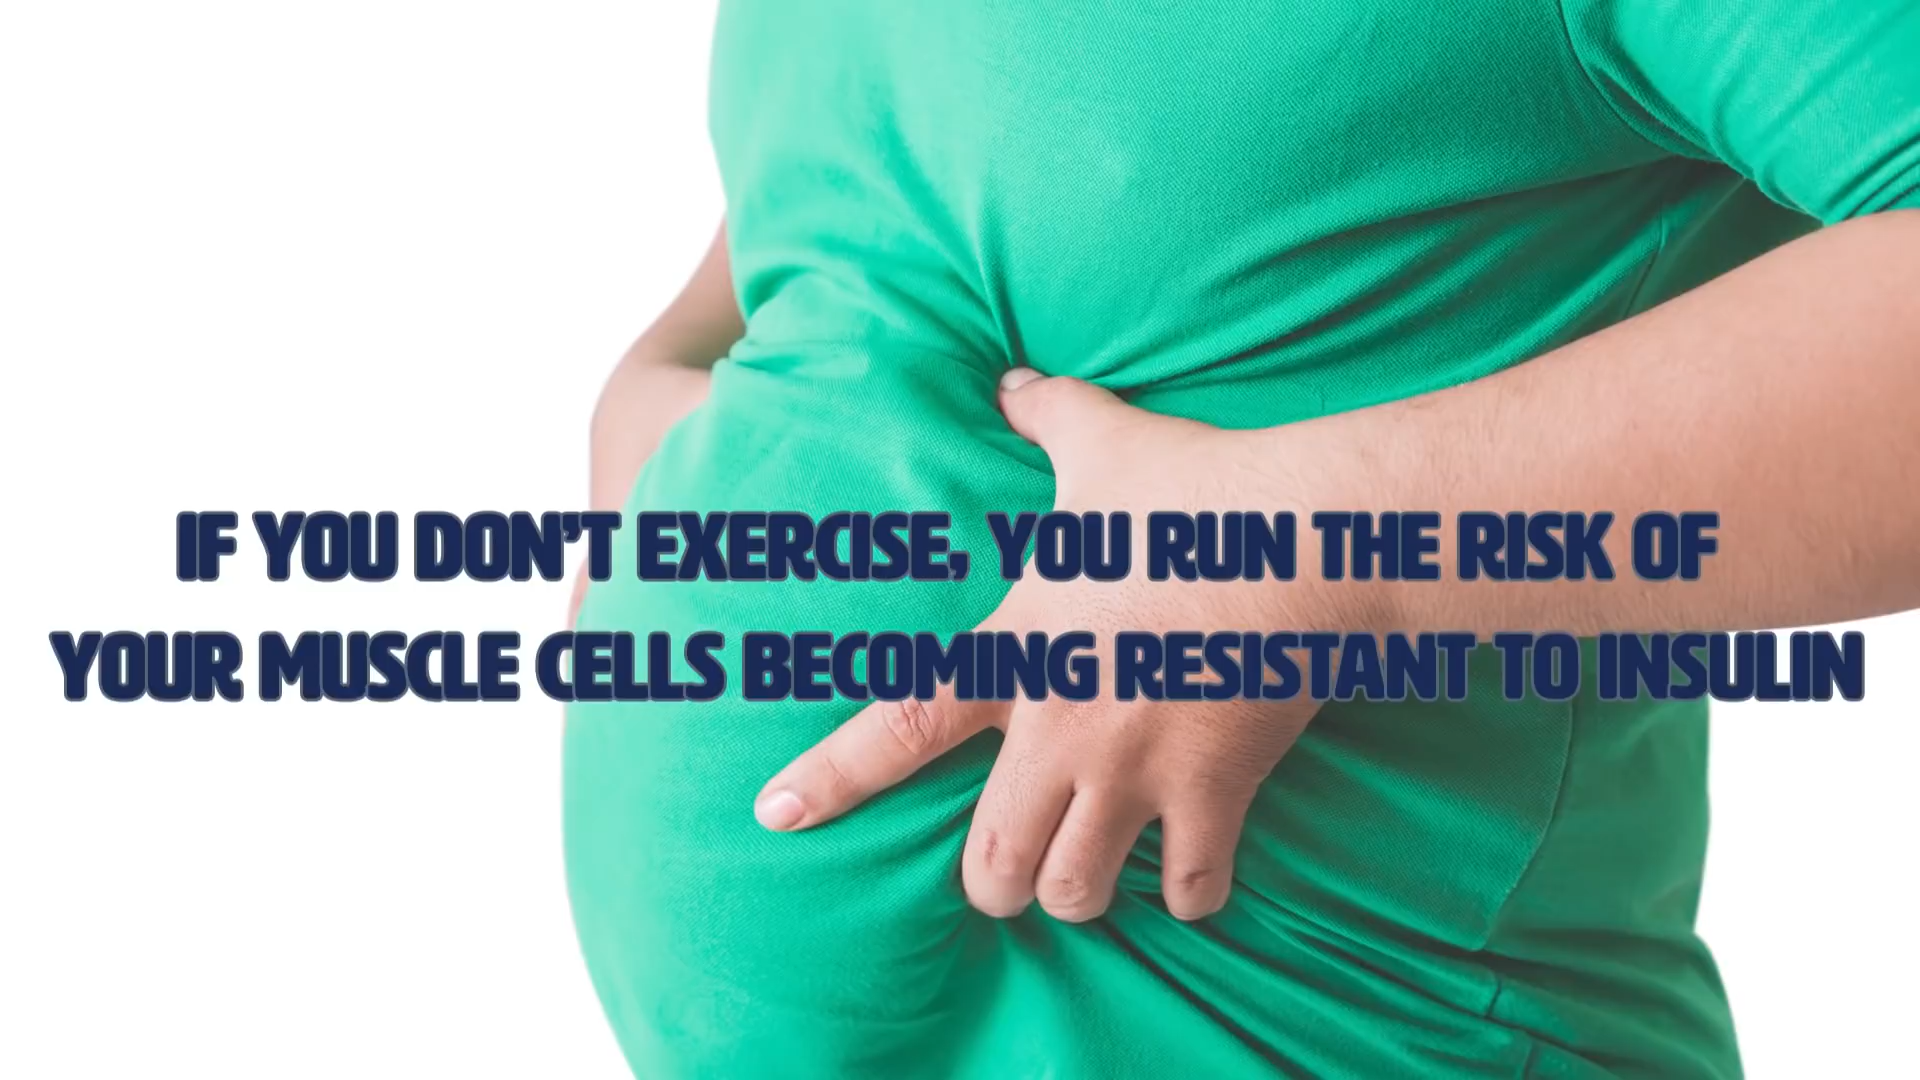 IF YOU DON'T EXERCISE, YOU RUN THE RISK OF
YOUR MUSCLE CELLS BECOMING RESISTANT TO INSULIN